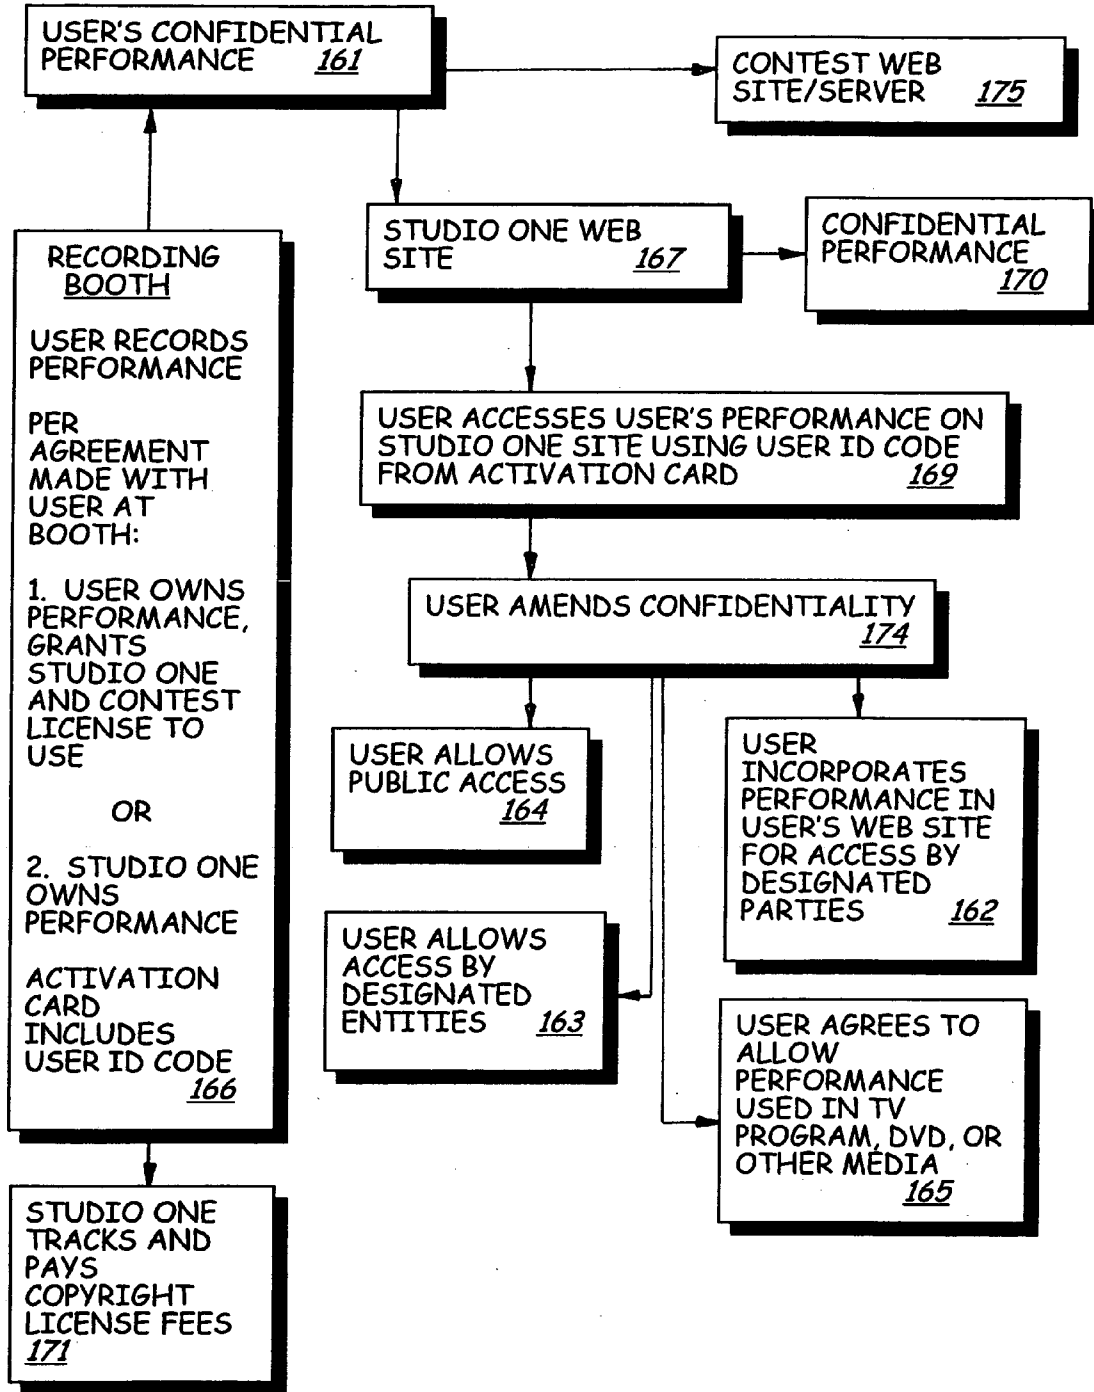 USER'S CONFIDENTIAL
PERFORMANCE 161
CONTEST WEB
SITE/SERVER 175
STUDIO ONE WEB
SITE 167
CONFIDENTIAL
PERFORMANCE
170
RECORDING
BOOTH
USER RECORDS
PERFORMANCE
PER
AGREEMENT
MADE WITH
USER AT
BOOTH:
1. USER OWNS
PERFORMANCE,
GRANTS
STUDIO ONE
AND CONTEST
LICENSE TO
USE
OR
2. STUDIO ONE
OWNS
PERFORMANCE
ACTIVATION
CARD
INCLUDES
USER ID CODE
166
USER ACCESSES USER'S PERFORMANCE ON
STUDIO ONE SITE USING USER ID CODE
FROM ACTIVATION CARD 169
USER AMENDS CONFIDENTIALITY
174
USER ALLOWS
PUBLIC ACCESS
164
USER
INCORPORATES
PERFORMANCE IN
USER'S WEB SITE
FOR ACCESS BY
DESIGNATED
PARTIES 162
USER ALLOWS
ACCESS BY
DESIGNATED
ENTITIES 163
USER AGREES TO
ALLOW
PERFORMANCE
USED IN TV
PROGRAM, DVD, OR
OTHER MEDIA
165
STUDIO ONE
TRACKS AND
PAYS
COPYRIGHT
LICENSE FEES
171